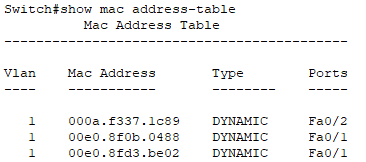 Switch#show mac address-table
Mac Address Table
-------------------------------------------
Vlan Mac Address Type Ports
---- ----------- -------- -----
1 000a.f337.1c89 DYNAMIC Fa0/2
1 00e0.8f0b.0488 DYNAMIC Fa0/1
1 00e0.8fd3.be02 DYNAMIC Fa0/1